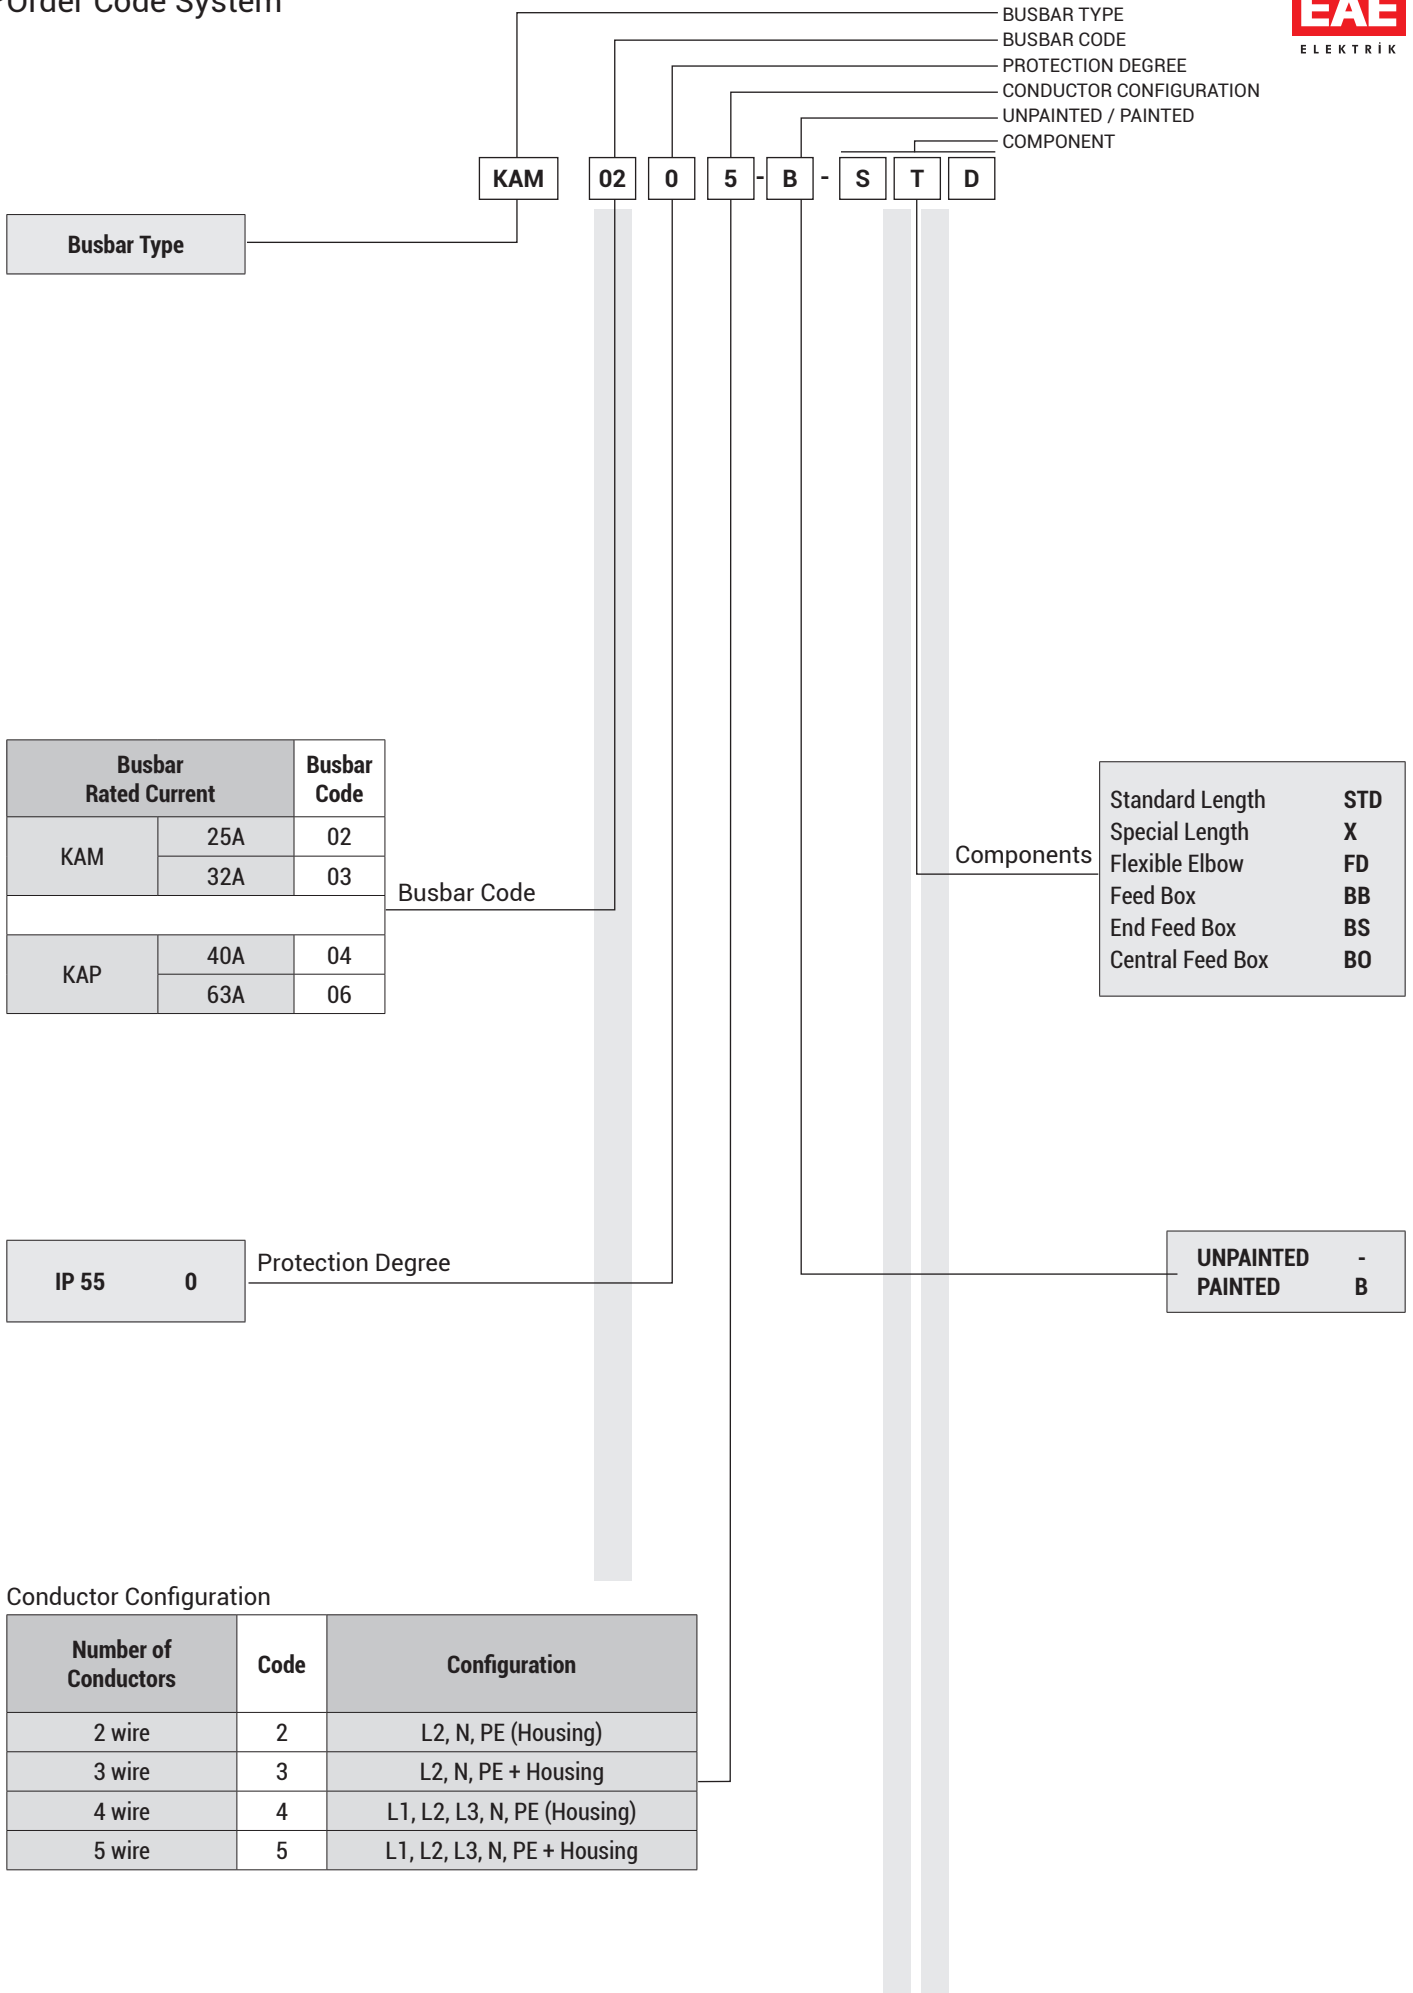 Order Code System
EAE
ELEKTRİK
BUSBAR TYPE
BUSBAR CODE
PROTECTION DEGREE
CONDUCTOR CONFIGURATION
UNPAINTED / PAINTED
COMPONENT
KAM 02 0 5 - B - S T D
Busbar Type
Busbar Rated Current Busbar Code
KAM 25A 02
32A 03
KAP 40A 04
63A 06
Busbar Code
Components
Standard Length STD
Special Length X
Flexible Elbow FD
Feed Box BB
End Feed Box BS
Central Feed Box BO
IP 55 0
Protection Degree
UNPAINTED -
PAINTED B
Conductor Configuration
Number of Conductors Code Configuration
2 wire 2 L2, N, PE (Housing)
3 wire 3 L2, N, PE + Housing
4 wire 4 L1, L2, L3, N, PE (Housing)
5 wire 5 L1, L2, L3, N, PE + Housing